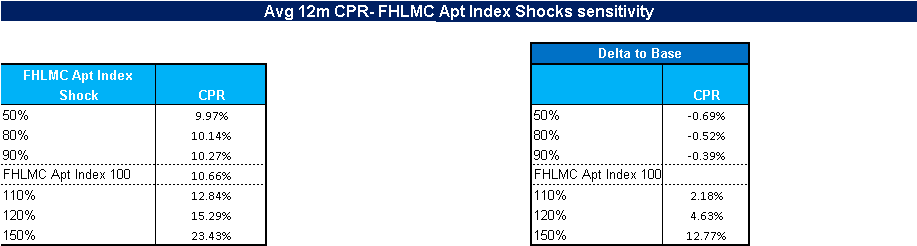 Avg 12m CPR- FHLMC Apt Index Shocks sensitivity
Delta to Base
FHLMC Apt Index
Shock CPR
CPR
50% 9.97%
80% 10.14%
90% 10.27%
FHLMC Apt Index 100 10.66%
110% 12.84%
120% 15.29%
150% 23.43%
50% -0.69%
80% -0.52%
90% -0.39%
FHLMC Apt Index 100
110% 2.18%
120% 4.63%
150% 12.77%